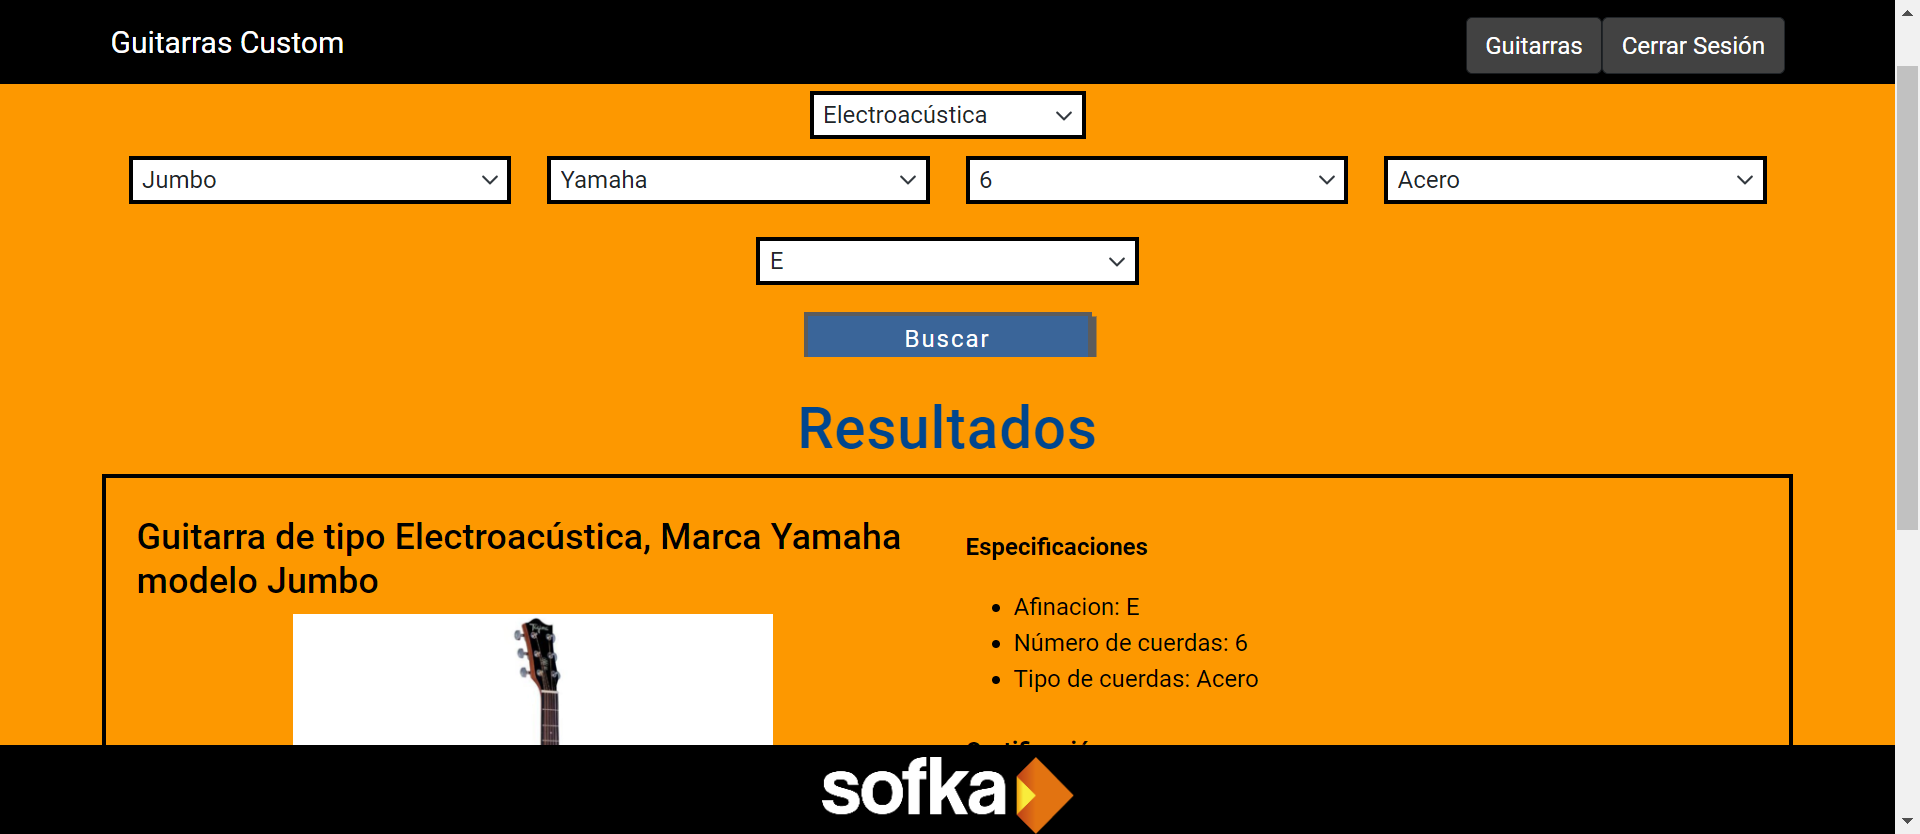 Guitarras Custom
Guitarras
Cerrar Sesión
Electroacústica
Jumbo
Yamaha
6
Acero
E
Buscar
Resultados
Guitarra de tipo Electroacústica, Marca Yamaha
modelo Jumbo
Especificaciones
Afinacion: E
Número de cuerdas: 6
Tipo de cuerdas: Acero
sofka